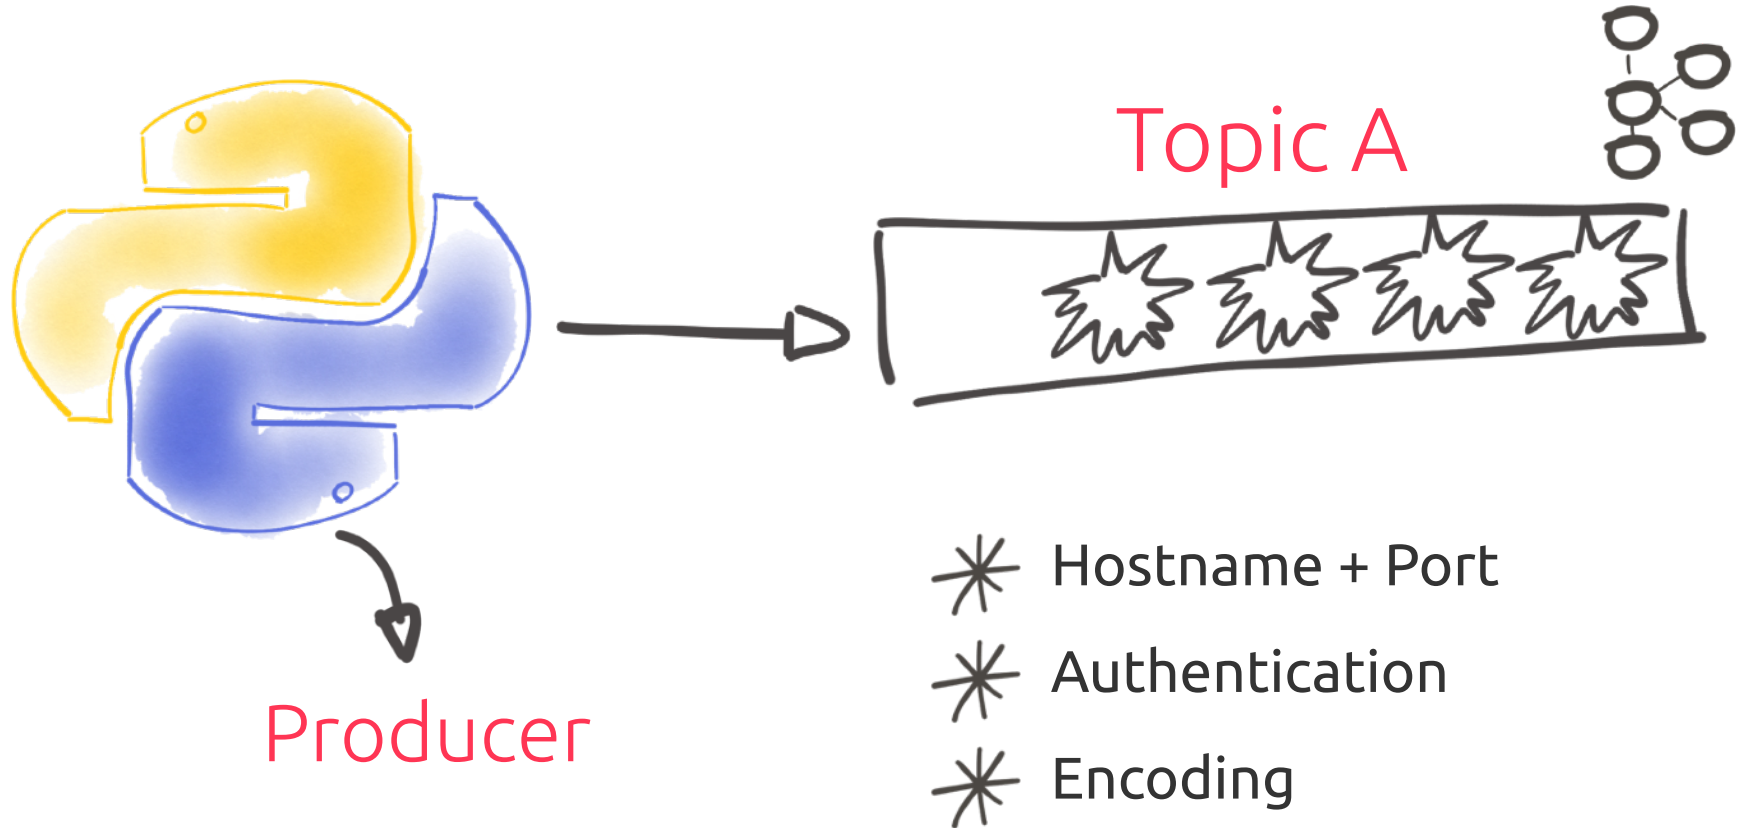 Topic A
Hostname + Port
Authentication
Producer
Encoding